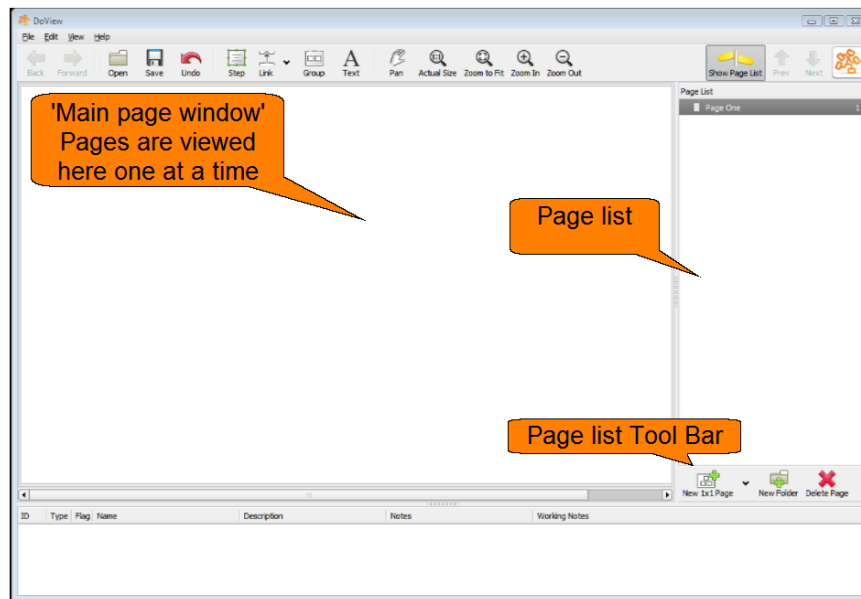 DoView
File Edit View Help
Back Forward Open Save Undo Step Link Group Text Pan Actual Size Zoom to Fit Zoom In Zoom Out Show Page List Prev Next
Page List
Page One 1
'Main page window'
Pages are viewed
here one at a time
Page list
Page list Tool Bar
New 1x1 Page New Folder Delete Page
ID Type Flag Name Description Notes Working Notes